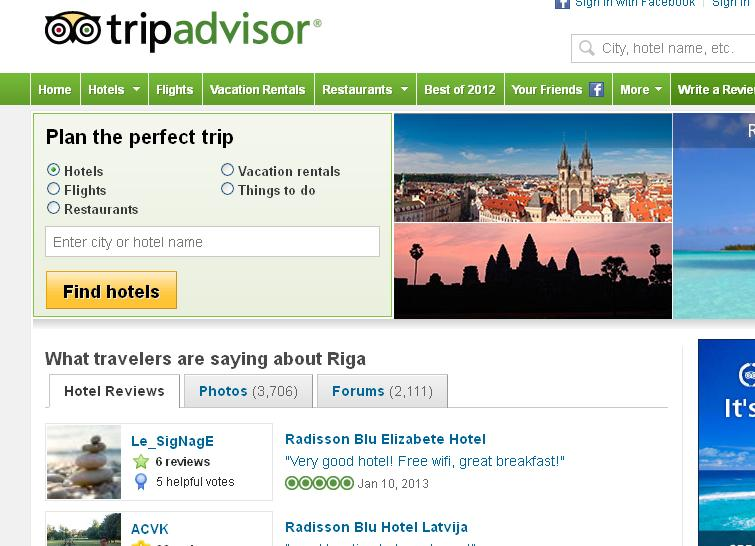 Sign in with Facebook Sign in
tripadvisor®
City, hotel name, etc.
Home Hotels Flights Vacation Rentals Restaurants Best of 2012 Your Friends More Write a Revie
Plan the perfect trip
Hotels Vacation rentals
Flights Things to do
Restaurants
Enter city or hotel name
Find hotels
What travelers are saying about Riga
Hotel Reviews Photos (3,706) Forums (2,111)
Le_SigNagE
6 reviews
5 helpful votes
Radisson Blu Elizabete Hotel
"Very good hotel! Free wifi, great breakfast!"
Jan 10, 2013
ACVK
Radisson Blu Hotel Latvija
It's